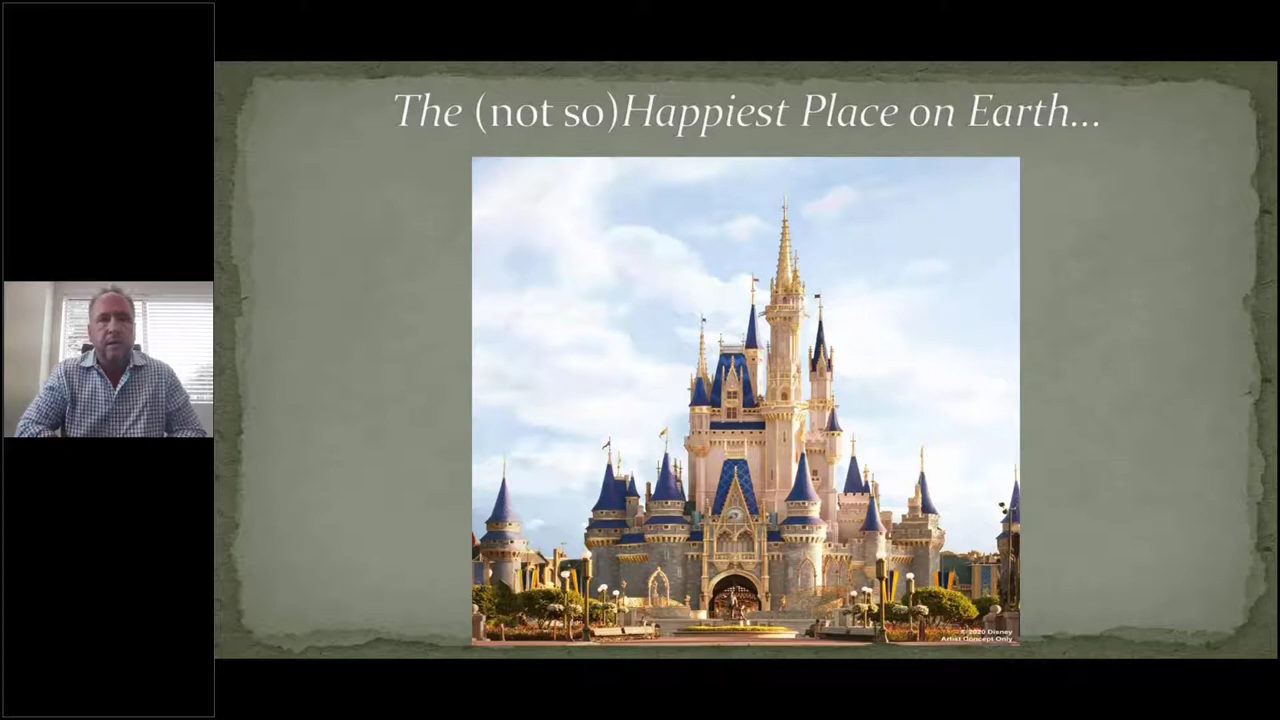 The (not so)Happiest Place on Earth...
© 2020 Disney
Artist Concept Only